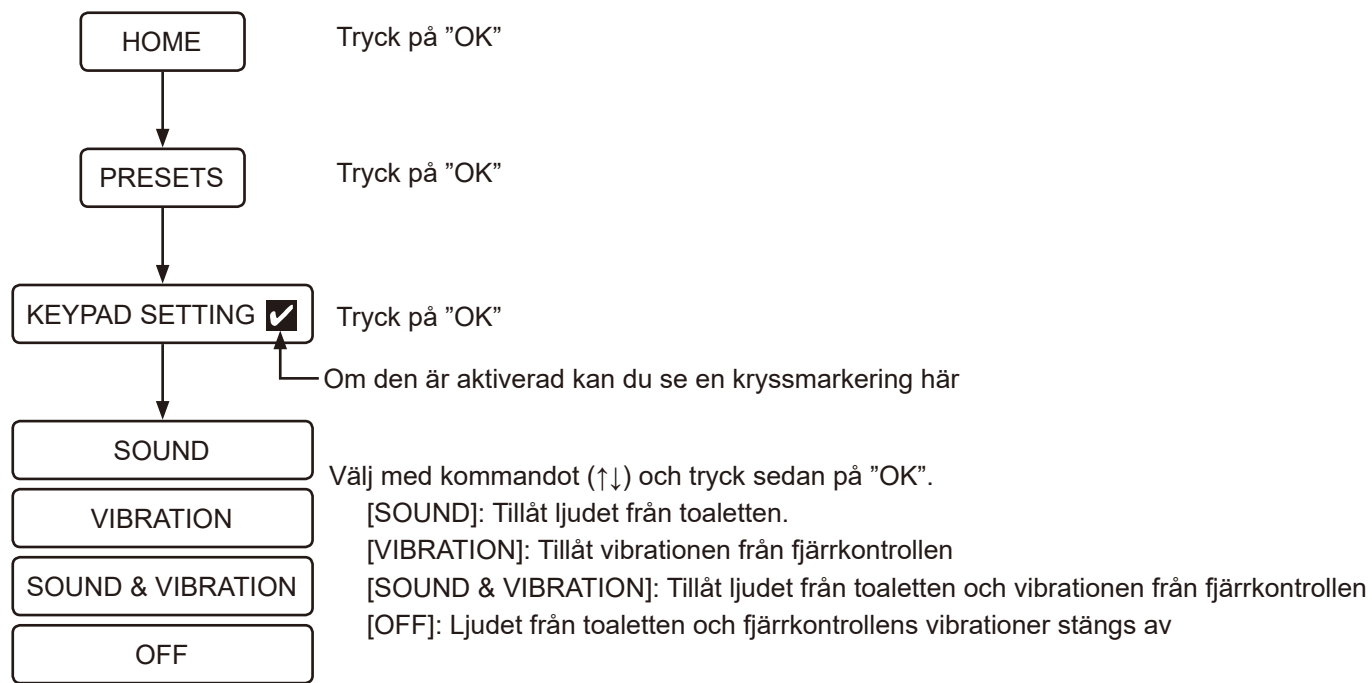 HOME
Tryck på ”OK”
PRESETS
Tryck på ”OK”
KEYPAD SETTING ✔
Tryck på ”OK”
Om den är aktiverad kan du se en kryssmarkering här
SOUND
Välj med kommandot (↑↓) och tryck sedan på ”OK”.
VIBRATION
[SOUND]: Tillåt ljudet från toaletten.
[VIBRATION]: Tillåt vibrationen från fjärrkontrollen
SOUND & VIBRATION
[SOUND & VIBRATION]: Tillåt ljudet från toaletten och vibrationen från fjärrkontrollen
[OFF]: Ljudet från toaletten och fjärrkontrollens vibrationer stängs av
OFF